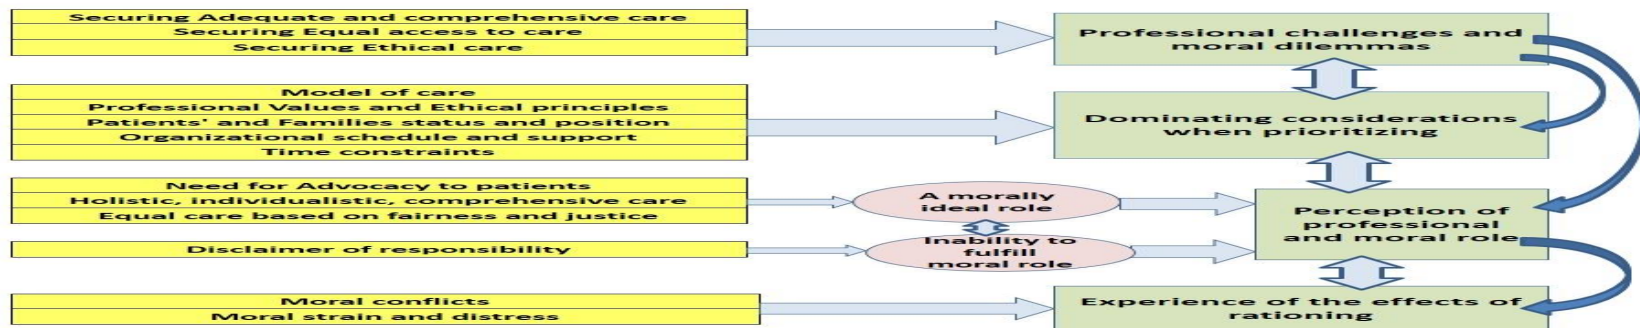 Securing Adequate and comprehensive care
Securing Equal access to care
Securing Ethical care
Professional challenges and
moral dilemmas
Model of care
Professional Values and Ethical principles
Patients' and Families status and position
Organizational schedule and support
Time constraints
Dominating considerations
when prioritizing
Need for Advocacy to patients
Holistic, individualistic, comprehensive care
Equal care based on fairness and justice
A morally
ideal role
Perception of
professional
and moral role
Disclaimer of responsibility
Inability to
fulfill
moral role
Moral conflicts
Moral strain and distress
Experience of the effects of
rationing